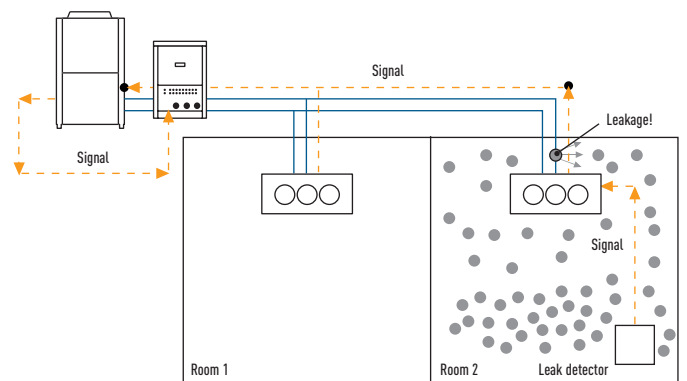 Signal
Leakage!
Signal
Signal
Room 1
Room 2
Leak detector